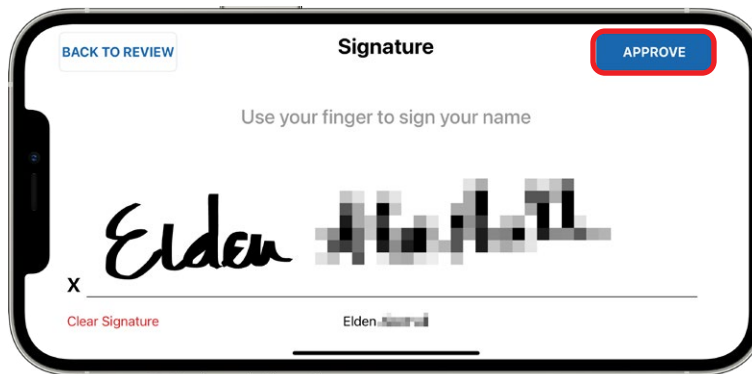 BACK TO REVIEW
Signature
APPROVE
Use your finger to sign your name
Elden
X
Clear Signature
Elden